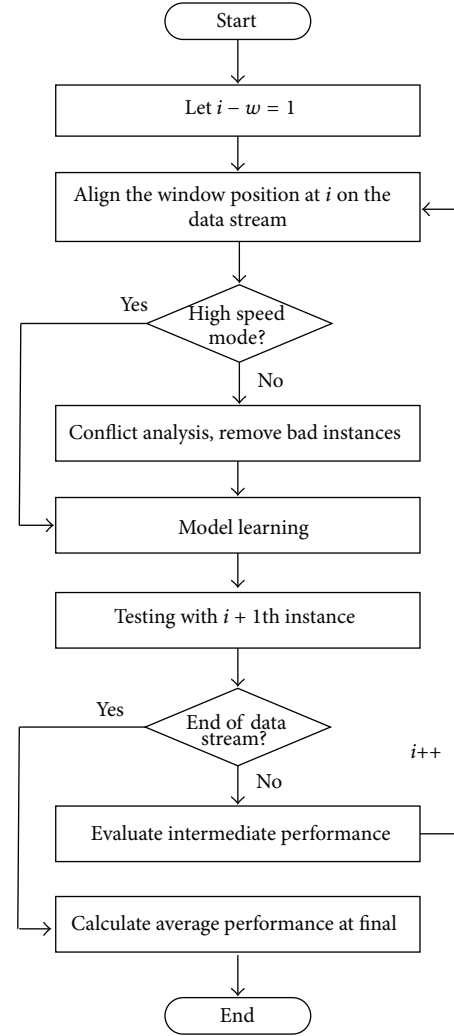 Start
Let i − w = 1
Align the window position at i on the
data stream
Yes
High speed
mode?
No
Conflict analysis, remove bad instances
Model learning
Testing with i + 1th instance
Yes
End of data
stream?
i++
No
Evaluate intermediate performance
Calculate average performance at final
End